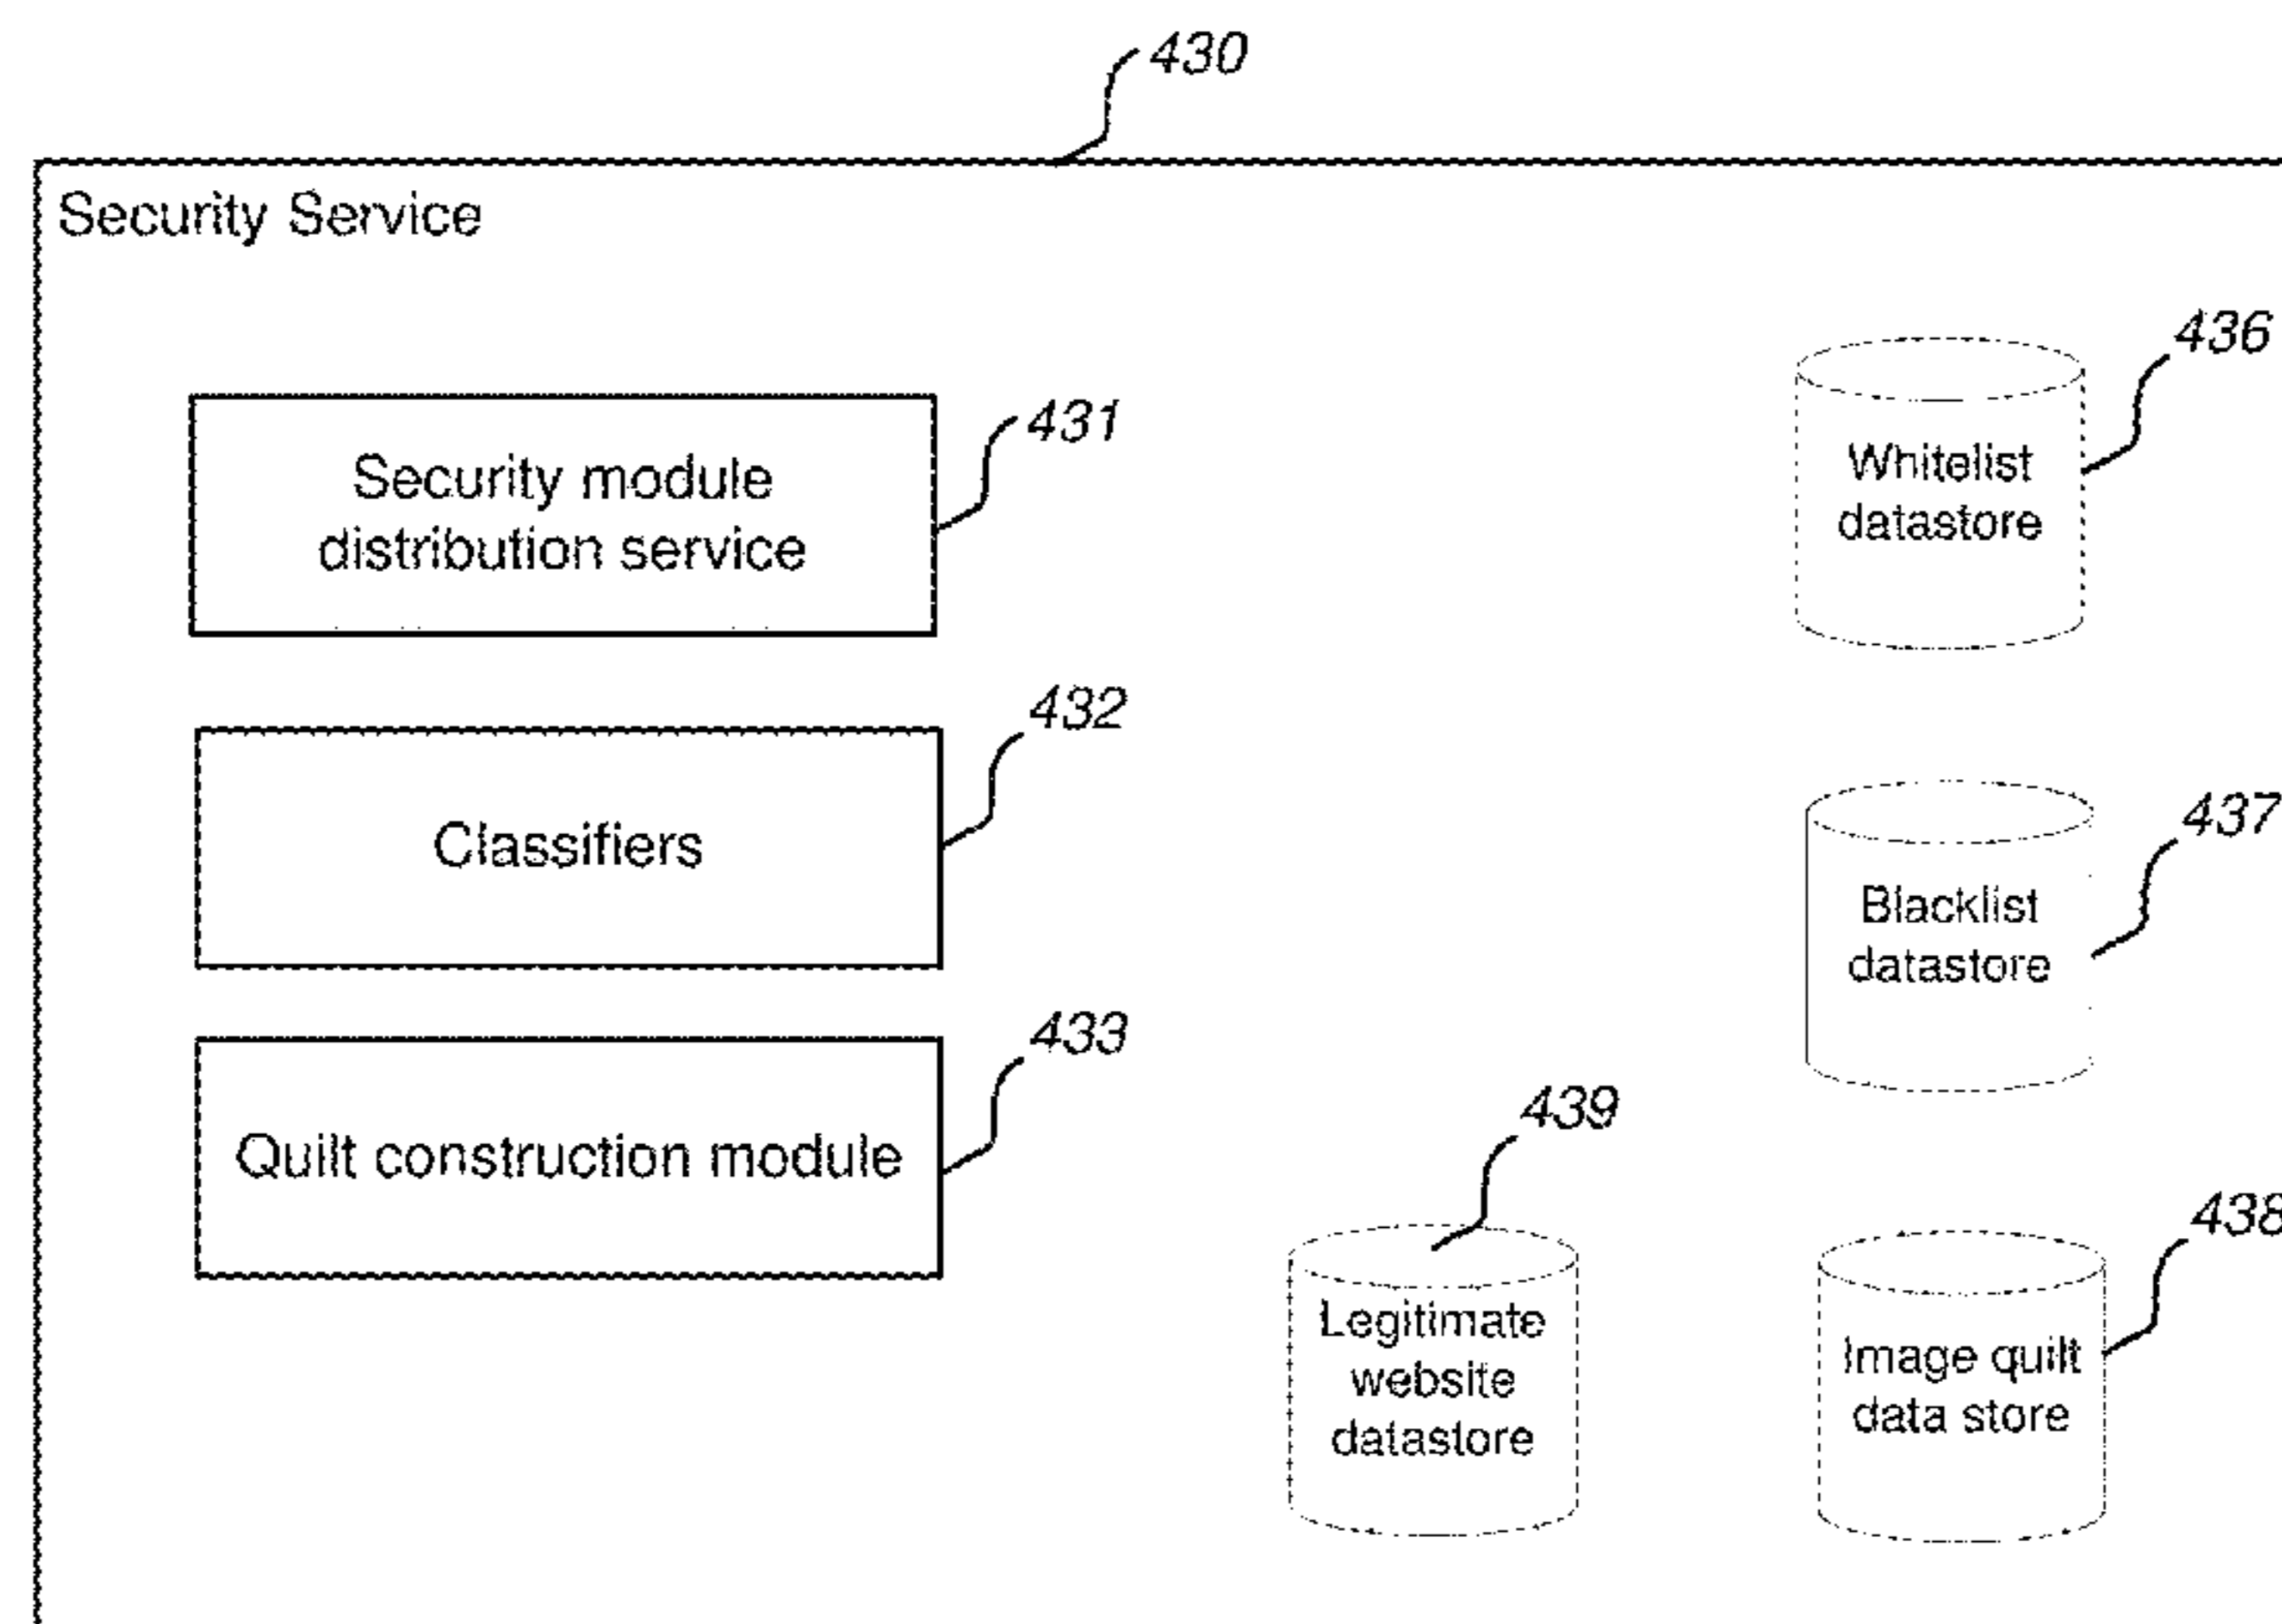 430
Security Service
436
431
Security module
distribution service
Whitelist
datastore
432
Classifiers
437
Blacklist
datastore
433
Quilt construction module
439
438
Legitimate
website
datastore
Image quilt
data store